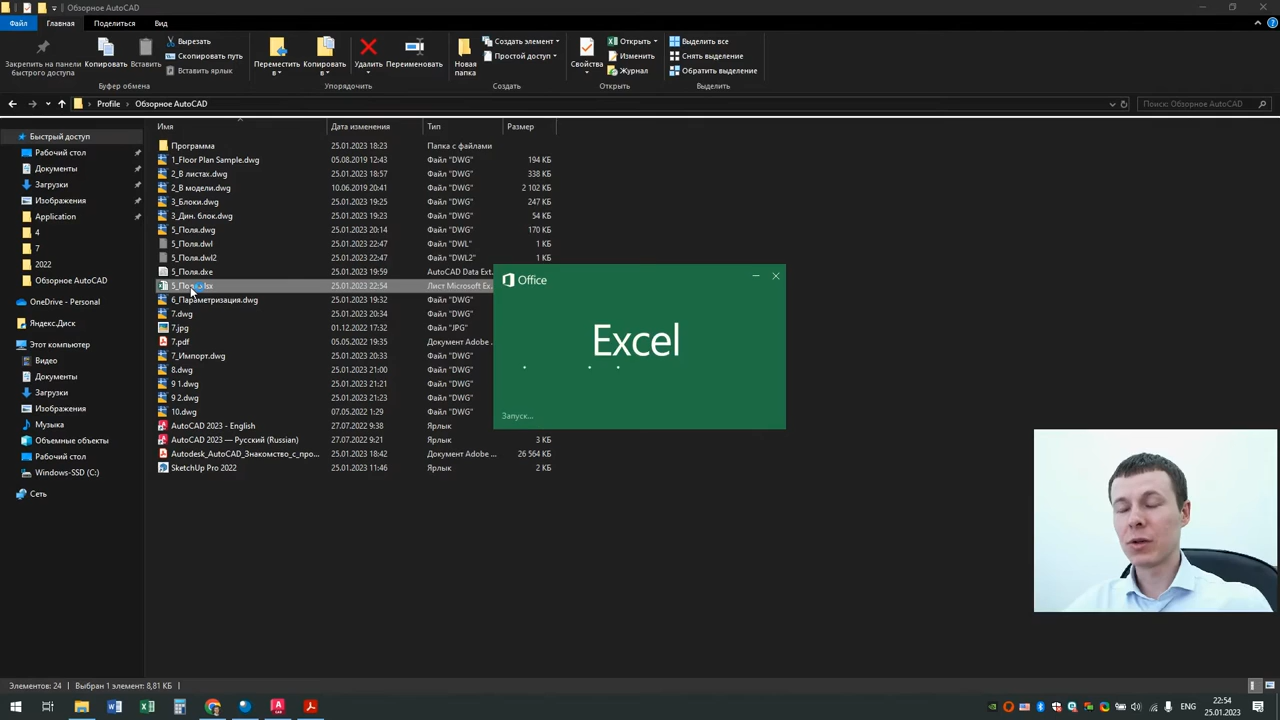 Обзорное AutoCAD
Файл Главная Поделиться Вид
Закрепить на панели быстрого доступа
Копировать
Вставить
Вырезать
Скопировать путь
Вставить ярлык
Переместить в
Копировать в
Удалить
Переименовать
Новая папка
Создать элемент
Простой доступ
Свойства
Открыть
Изменить
Журнал
Выделить все
Снять выделение
Обратить выделение
Буфер обмена Упорядочить Создать Открыть Выделить
Profile Обзорное AutoCAD Поиск: Обзорное AutoCAD
Имя Дата изменения Тип Размер
Быстрый доступ
Рабочий стол
Документы
Загрузки
Изображения
Application
4
7
2022
Обзорное AutoCAD
OneDrive - Personal
Яндекс.Диск
Этот компьютер
Видео
Документы
Загрузки
Изображения
Музыка
Объемные объекты
Рабочий стол
Windows-SSD (C:)
Сеть
Программа 25.01.2023 18:23 Папка с файлами
1_Floor Plan Sample.dwg 05.08.2019 12:43 Файл "DWG" 194 КБ
2_В листах.dwg 25.01.2023 18:57 Файл "DWG" 338 КБ
2_В модели.dwg 10.06.2019 20:41 Файл "DWG" 2 102 КБ
3_Блоки.dwg 25.01.2023 19:25 Файл "DWG" 247 КБ
3_Дин. блок.dwg 25.01.2023 19:23 Файл "DWG" 54 КБ
5_Поля.dwg 25.01.2023 20:14 Файл "DWG" 170 КБ
5_Поля.dwl 25.01.2023 22:47 Файл "DWL" 1 КБ
5_Поля.dwl2 25.01.2023 22:47 Файл "DWL2" 1 КБ
5_Поля.dxe 25.01.2023 19:59 AutoCAD Data Ext...
25.01.2023 22:54 Лист Microsoft Ex...
6_Параметризация.dwg 25.01.2023 19:23 Файл "DWG"
7.dwg 25.01.2023 20:34 Файл "DWG"
7.jpg 01.12.2022 17:32 Файл "JPG"
7.pdf 05.05.2022 19:35 Документ Adobe...
7_Импорт.dwg 25.01.2023 20:33 Файл "DWG"
8.dwg 25.01.2023 21:00 Файл "DWG"
9 1.dwg 25.01.2023 21:21 Файл "DWG"
9 2.dwg 25.01.2023 21:23 Файл "DWG"
10.dwg 07.05.2022 1:29 Файл "DWG"
AutoCAD 2023 - English 27.07.2022 9:38 Ярлык
AutoCAD 2023 — Русский (Russian) 27.07.2022 9:21 Ярлык 3 КБ
Autodesk_AutoCAD_Знакомство_с_про... 25.01.2023 18:42 Документ Adobe ... 26 564 КБ
SketchUp Pro 2022 25.01.2023 11:46 Ярлык 2 КБ
Office
Excel
Запуск...
Элементов: 24 Выбран 1 элемент: 8,81 КБ
ENG
22:54
25.01.2023